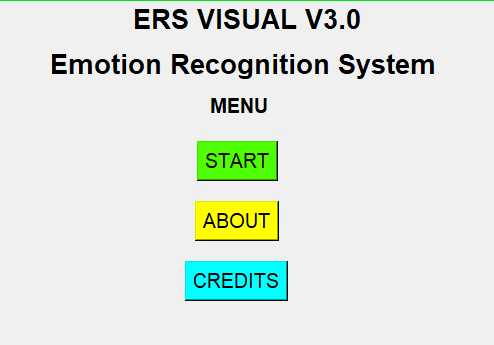 ERS VISUAL V3.0
Emotion Recognition System
MENU
START
ABOUT
CREDITS